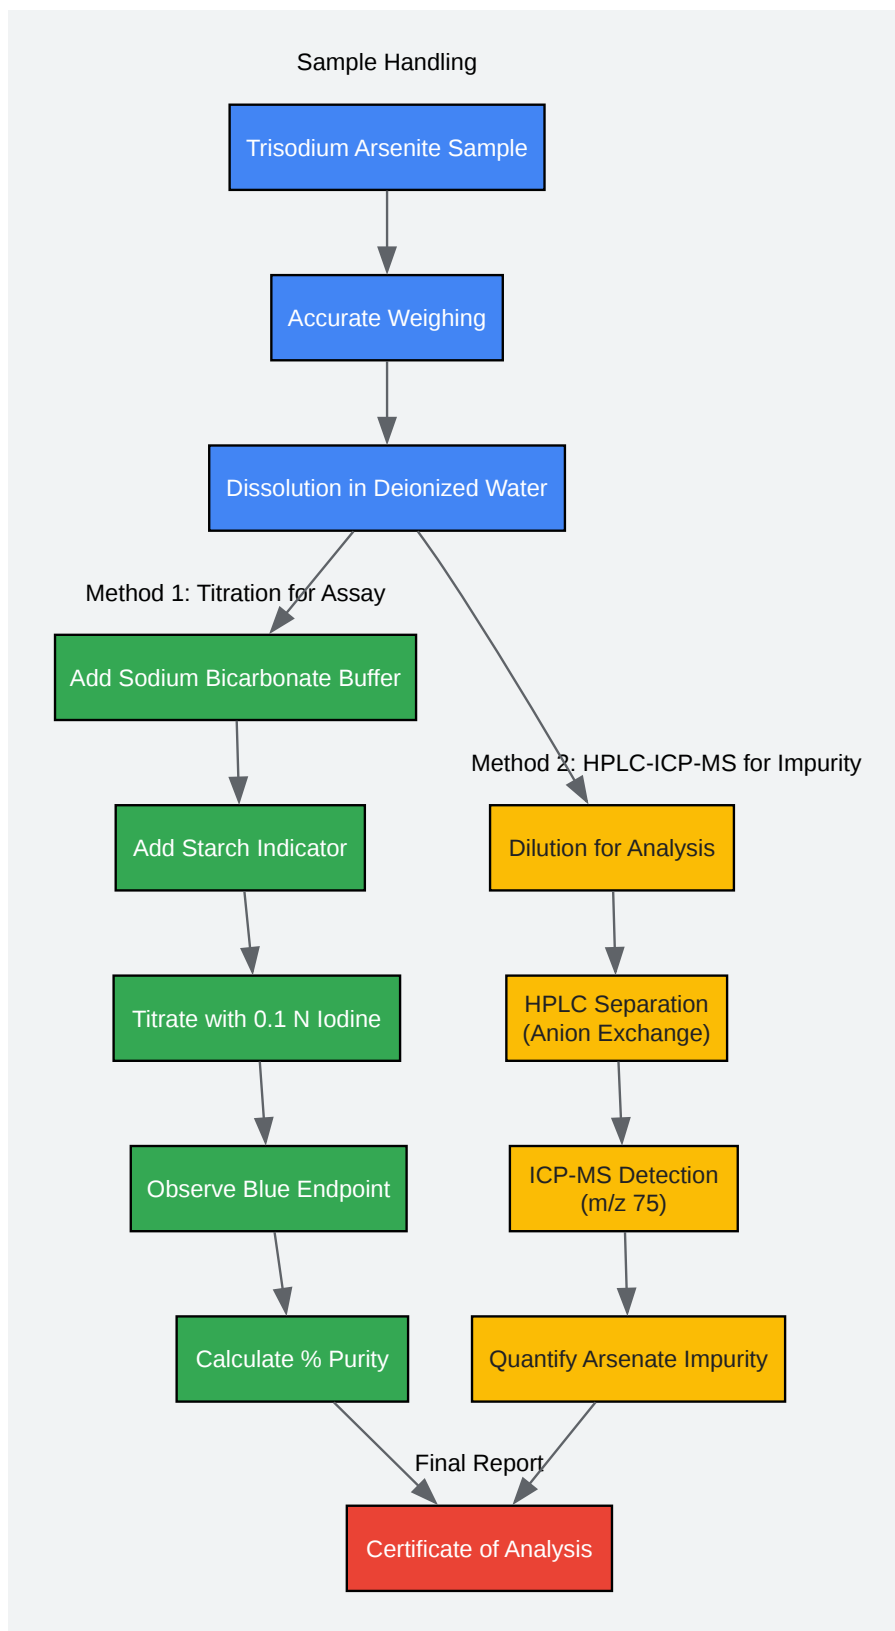 Sample Handling
Trisodium Arsenite Sample
Accurate Weighing
Dissolution in Deionized Water
Method 1: Titration for Assay
Add Sodium Bicarbonate Buffer
Add Starch Indicator
Titrate with 0.1 N Iodine
Observe Blue Endpoint
Calculate % Purity
Method 2: HPLC-ICP-MS for Impurity
Dilution for Analysis
HPLC Separation
(Anion Exchange)
ICP-MS Detection
(m/z 75)
Quantify Arsenate Impurity
Final Report
Certificate of Analysis